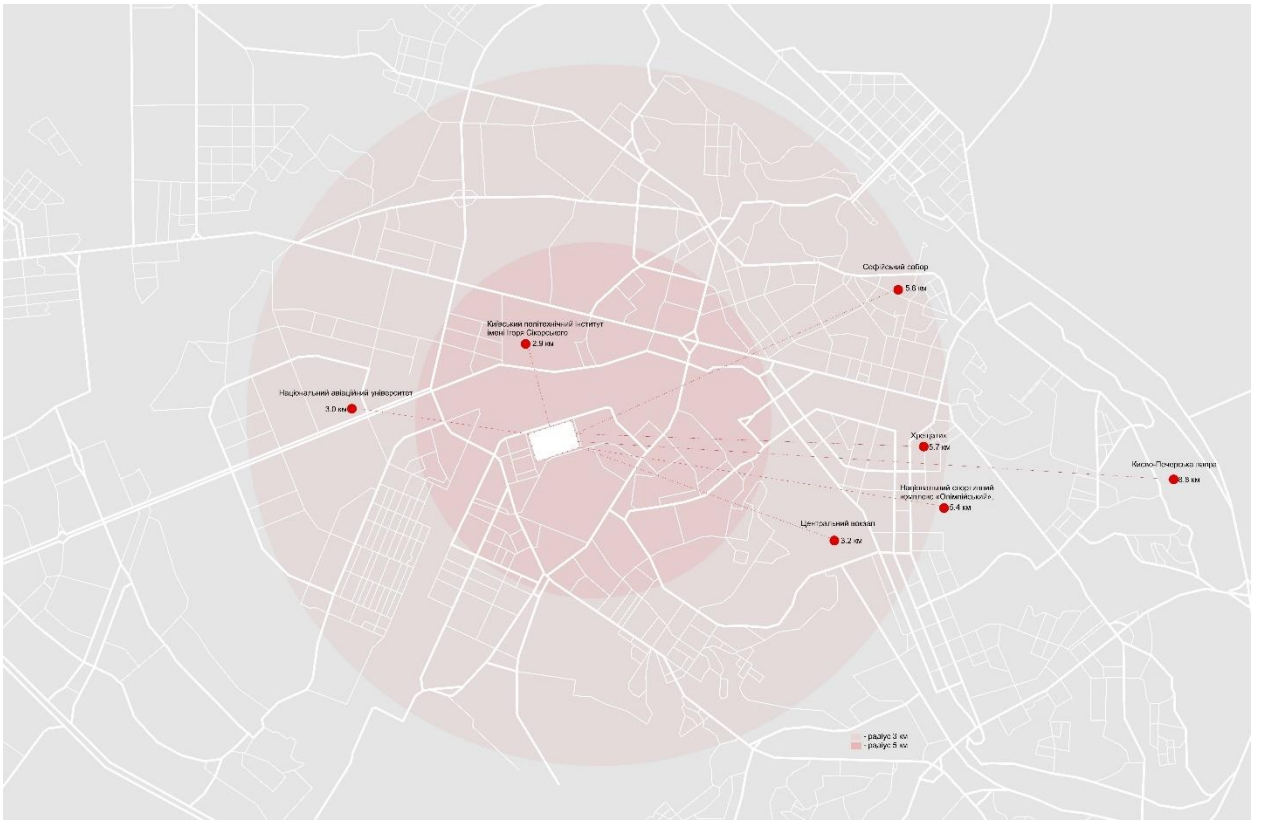 Софійський собор
5.6 км
Київський політехнічний інститут
імені Ігоря Сікорського
2.9 км
Національний авіаційний університет
3.0 км
Хрещатик
5.7 км
Києво-Печерська лавра
8.6 км
Національний спортивний
комплекс «Олімпійський».
5.4 км
Центральний вокзал
3.2 км
- радіус 3 км
- радіус 5 км